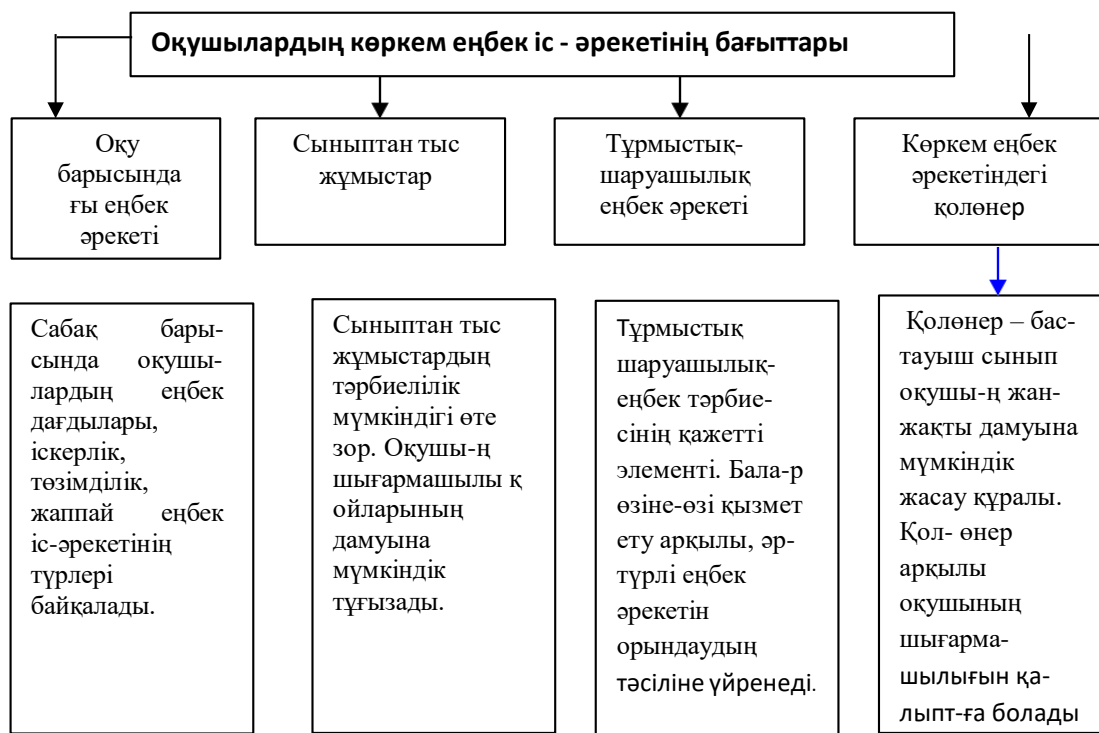 Оқушылардың көркем еңбек іс - әрекетінің бағыттары
Оқу
барысында
ғы еңбек
әрекеті
Сыныптан тыс
жұмыстар
Тұрмыстық-
шаруашылық
еңбек әрекеті
Көркем еңбек
әрекетіндегі
қолөнер
Сабақ бары-
сында оқушы-
лардың еңбек
дағдылары,
іскерлік,
төзімділік,
жаппай еңбек
іс-әрекетінің
түрлері
байқалады.
Сыныптан тыс
жұмыстардың
тәрбиелілік
мүмкіндігі өте
зор. Оқушы-ң
шығармашылы қ
ойларының
дамуына
мүмкіндік
тұғызады.
Тұрмыстық
шаруашылық-
еңбек тәрбие-
сінің қажетті
элементі. Бала-р
өзіне-өзі қызмет
ету арқылы, әр-
түрлі еңбек
әрекетін
орындаудың
тәсіліне үйренеді.
Қолөнер – бас-
тауыш сынып
оқушы-ң жан-
жақты дамуына
мүмкіндік
жасау құралы.
Қол- өнер
арқылы
оқушының
шығарма-
шылығын қа-
лыпт-ға болады